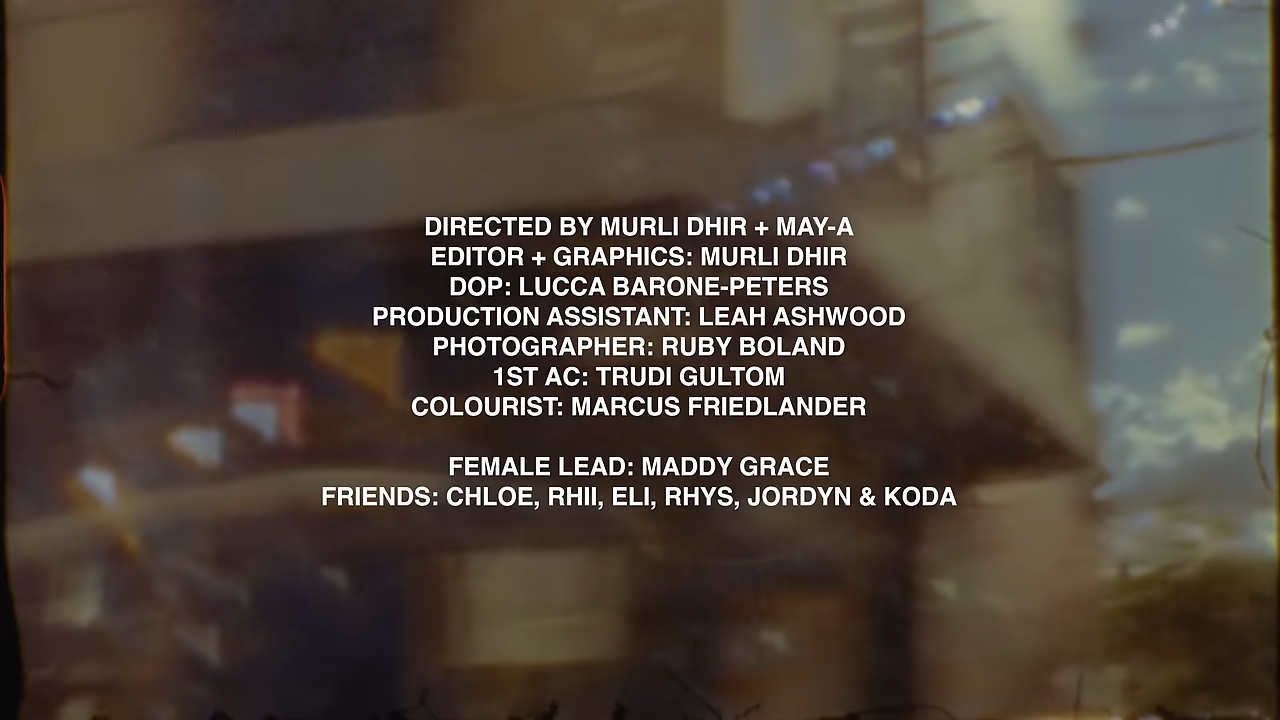 DIRECTED BY MURLI DHIR + MAY-A
EDITOR + GRAPHICS: MURLI DHIR
DOP: LUCCA BARONE-PETERS
PRODUCTION ASSISTANT: LEAH ASHWOOD
PHOTOGRAPHER: RUBY BOLAND
1ST AC: TRUDI GULTOM
COLOURIST: MARCUS FRIEDLANDER
FEMALE LEAD: MADDY GRACE
FRIENDS: CHLOE, RHII, ELI, RHYS, JORDYN & KODA